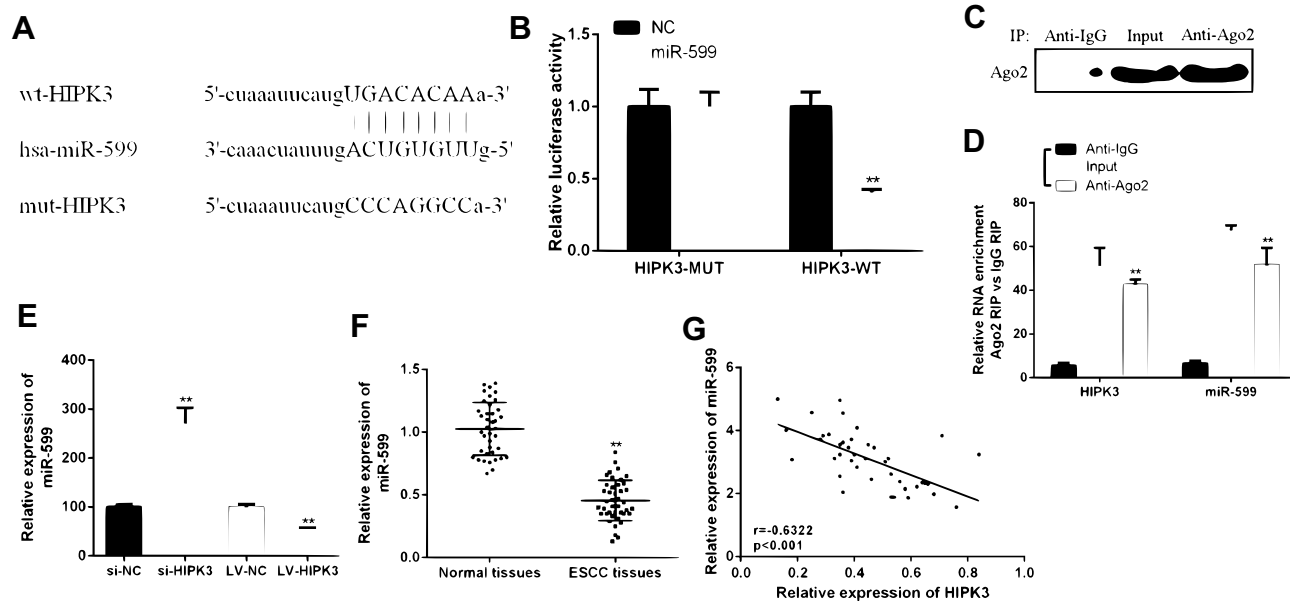 A
wt-HIPK3 5'-cuaaauucaugUGACACAAa-3'
hsa-miR-599 3'-caaacuauuugACUGUGUUg-5'
mut-HIPK3 5'-cuaaauucaugCCCAGGCCa-3'
B
NC
miR-599
Relative luciferase activity
1.5
1.0
0.5
0.0
**
HIPK3-MUT HIPK3-WT
C
IP: Anti-IgG Input Anti-Ago2
Ago2
D
Anti-IgG
Input
Anti-Ago2
Relative RNA enrichment
Ago2 RIP vs IgG RIP
80
60
40
20
0
** **
HIPK3 miR-599
E
Relative expression of
miR-599
400
300
200
100
0
** **
si-NC si-HIPK3 LV-NC LV-HIPK3
F
Relative expression of
miR-599
1.5
1.0
0.5
0.0
**
Normal tissues ESCC tissues
G
Relative expression of miR-599
6
4
2
0
r=-0.6322
p<0.001
0.0 0.2 0.4 0.6 0.8 1.0
Relative expression of HIPK3